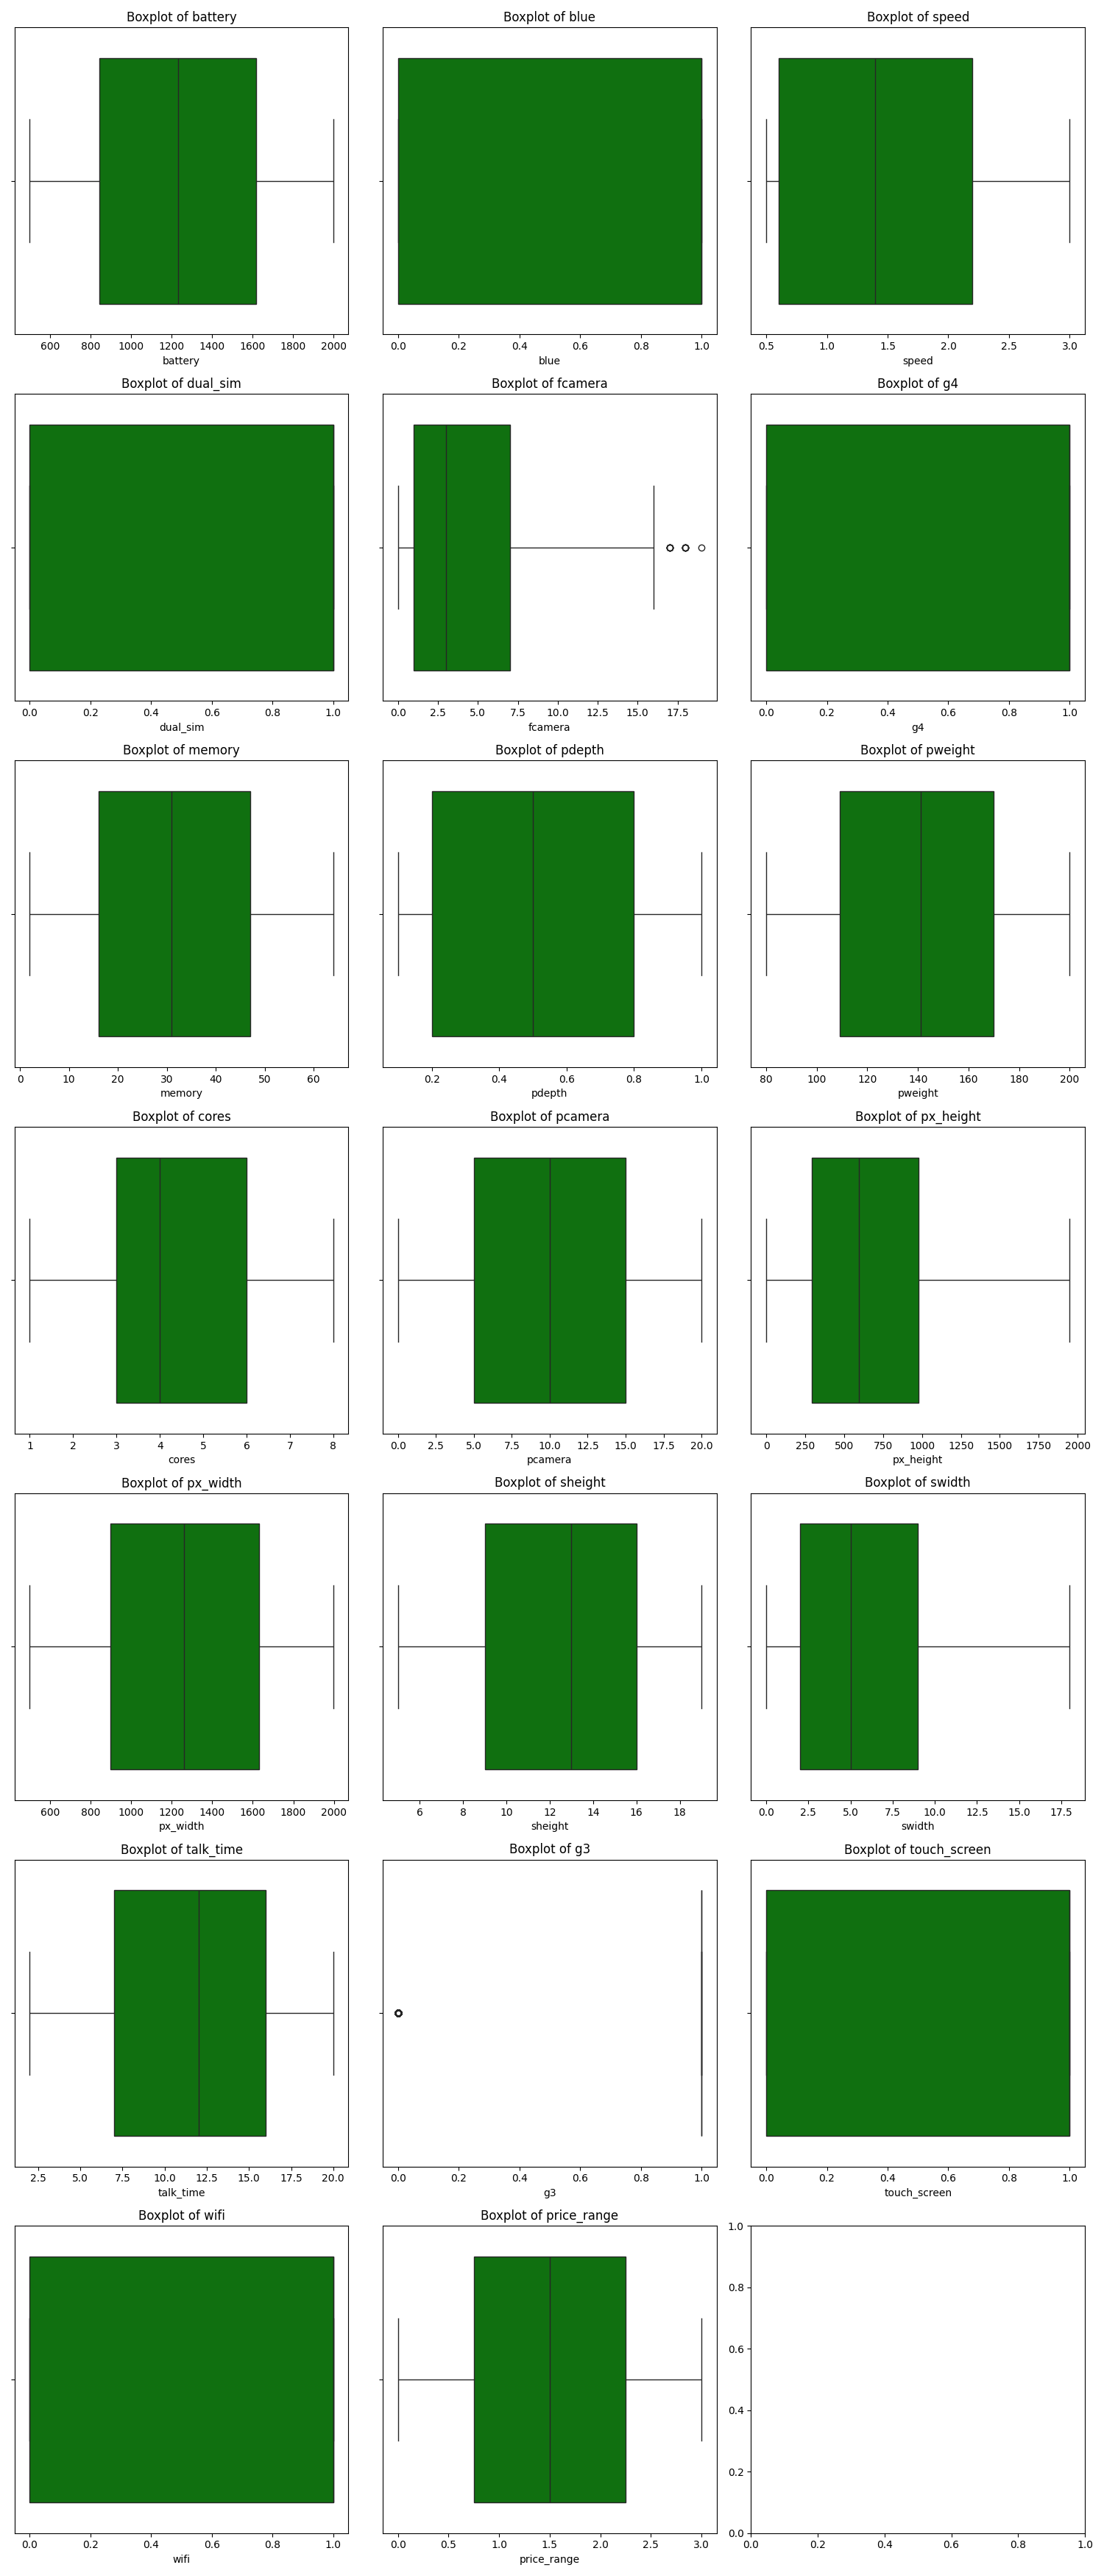 Boxplot of battery Boxplot of blue Boxplot of speed
600 800 1000 1200 1400 1600 1800 2000 0.0 0.2 0.4 0.6 0.8 1.0 0.5 1.0 1.5 2.0 2.5 3.0
battery blue speed
Boxplot of dual_sim Boxplot of fcamera Boxplot of g4
0.0 0.2 0.4 0.6 0.8 1.0 0.0 2.5 5.0 7.5 10.0 12.5 15.0 17.5 0.0 0.2 0.4 0.6 0.8 1.0
dual_sim fcamera g4
Boxplot of memory Boxplot of pdepth Boxplot of pweight
0 10 20 30 40 50 60 0.2 0.4 0.6 0.8 1.0 80 100 120 140 160 180 200
memory pdepth pweight
Boxplot of cores Boxplot of pcamera Boxplot of px_height
1 2 3 4 5 6 7 8 0.0 2.5 5.0 7.5 10.0 12.5 15.0 17.5 20.0 0 250 500 750 1000 1250 1500 1750 2000
cores pcamera px_height
Boxplot of px_width Boxplot of sheight Boxplot of swidth
600 800 1000 1200 1400 1600 1800 2000 6 8 10 12 14 16 18 0.0 2.5 5.0 7.5 10.0 12.5 15.0 17.5
px_width sheight swidth
Boxplot of talk_time Boxplot of g3 Boxplot of touch_screen
2.5 5.0 7.5 10.0 12.5 15.0 17.5 20.0 0.0 0.2 0.4 0.6 0.8 1.0 0.0 0.2 0.4 0.6 0.8 1.0
talk_time g3 touch_screen
Boxplot of wifi Boxplot of price_range
1.0
0.8
0.6
0.4
0.2
0.0
0.0 0.2 0.4 0.6 0.8 1.0 0.0 0.5 1.0 1.5 2.0 2.5 3.0 0.0 0.2 0.4 0.6 0.8 1.0
wifi price_range